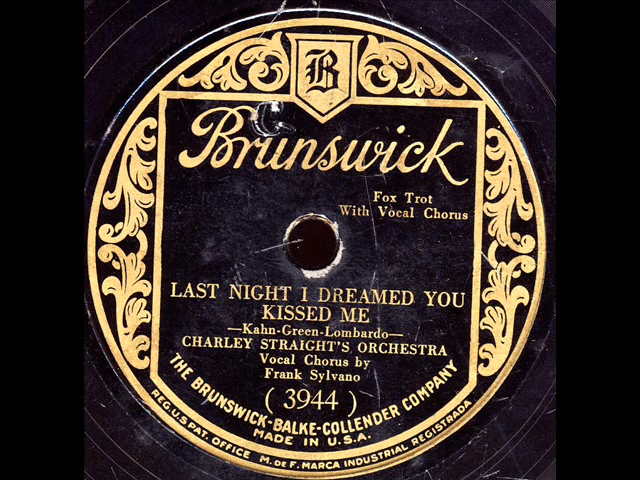 B
Brunswick
Fox Trot
With Vocal Chorus
LAST NIGHT I DREAMED YOU
KISSED ME
—Kahn-Green-Lombardo—
CHARLEY STRAIGHT'S ORCHESTRA
Vocal Chorus by
Frank Sylvano
( 3944 )
THE BRUNSWICK-BALKE-COLLENDER COMPANY
MADE IN U.S.A.
REG. U.S. PAT. OFFICE M. DE F. MARCA INDUSTRIAL REGISTRADA